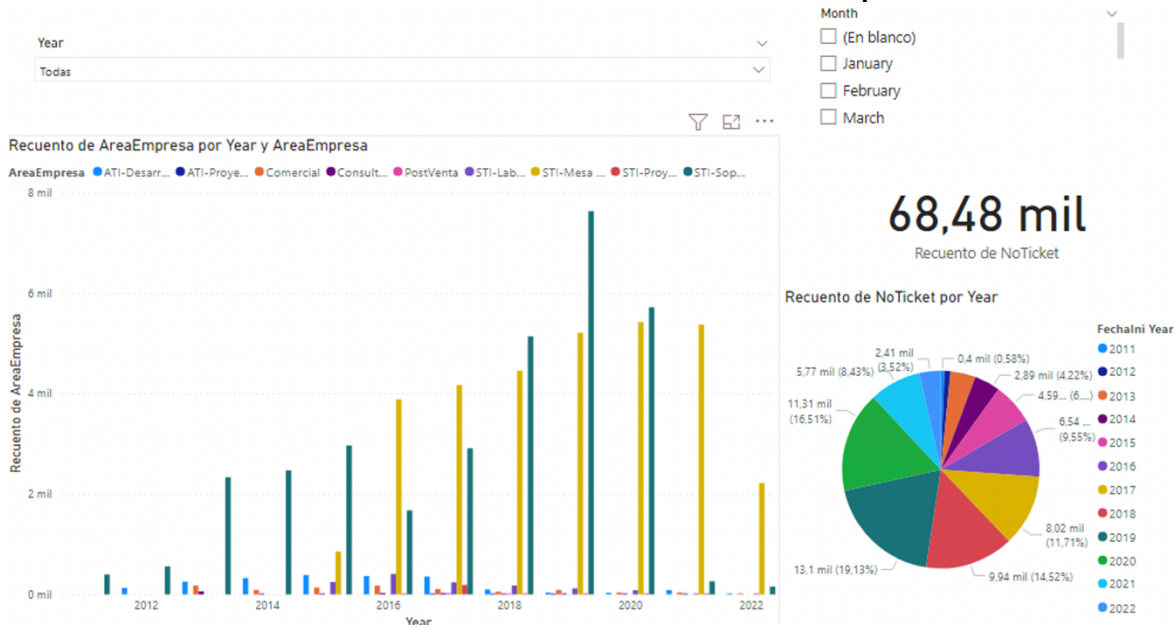 Year
Todas
Month
(En blanco)
January
February
March
Recuento de AreaEmpresa por Year y AreaEmpresa
AreaEmpresa ATI-Desarr... ATI-Proye... Comercial Consult... PostVenta STI-Lab... STI-Mesa ... STI-Proy... STI-Sop...
8 mil
6 mil
4 mil
2 mil
0 mil
Recuento de AreaEmpresa
2012 2014 2016 2018 2020 2022
Year
68,48 mil
Recuento de NoTicket
Recuento de NoTicket por Year
2,41 mil
(3,52%)
0,4 mil (0,58%)
5,77 mil (8,43%)
2,89 mil (4,22%)
11,31 mil
(16,51%)
4,59... (6,...)
6,54 ...
(9,55%)
8,02 mil
(11,71%)
13,1 mil (19,13%)
9,94 mil (14,52%)
FechaIni Year
2011
2012
2013
2014
2015
2016
2017
2018
2019
2020
2021
2022